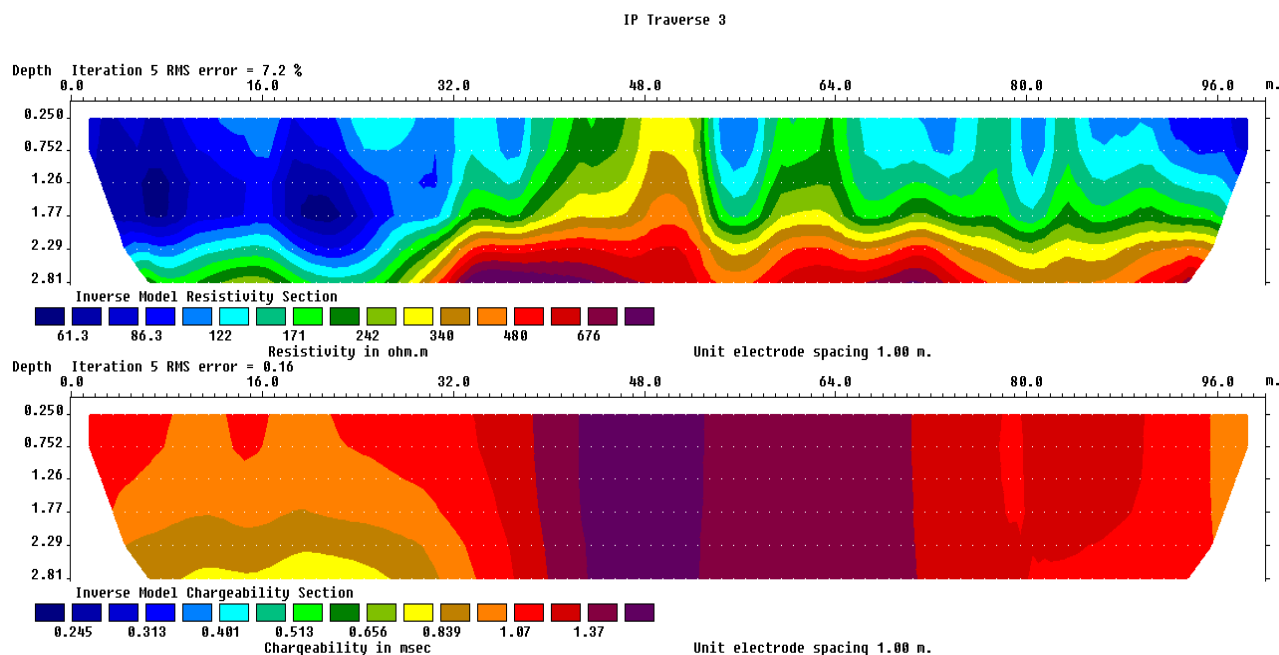 IP Traverse 3
Depth Iteration 5 RMS error = 7.2 %
0.0 16.0 32.0 48.0 64.0 80.0 96.0 m.
0.250
0.752
1.26
1.77
2.29
2.81
Inverse Model Resistivity Section
61.3 86.3 122 171 242 340 480 676
Resistivity in ohm.m Unit electrode spacing 1.00 m.
Depth Iteration 5 RMS error = 0.16
0.0 16.0 32.0 48.0 64.0 80.0 96.0 m.
0.250
0.752
1.26
1.77
2.29
2.81
Inverse Model Chargeability Section
0.245 0.313 0.401 0.513 0.656 0.839 1.07 1.37
Chargeability in msec Unit electrode spacing 1.00 m.